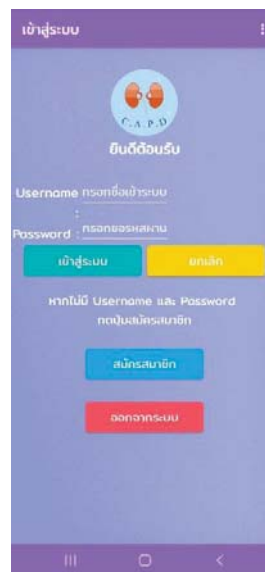 เข้าสู่ระบบ
C.A.P.D
ยินดีต้อนรับ
Username กรอกชื่อเข้าระบบ
:
Password : กรอกขอรหัสผ่าน
เข้าสู่ระบบ ยกเลิก
หากไม่มี Username และ Password
กดปุ่มสมัครสมาชิก
สมัครสมาชิก
ออกจากระบบ